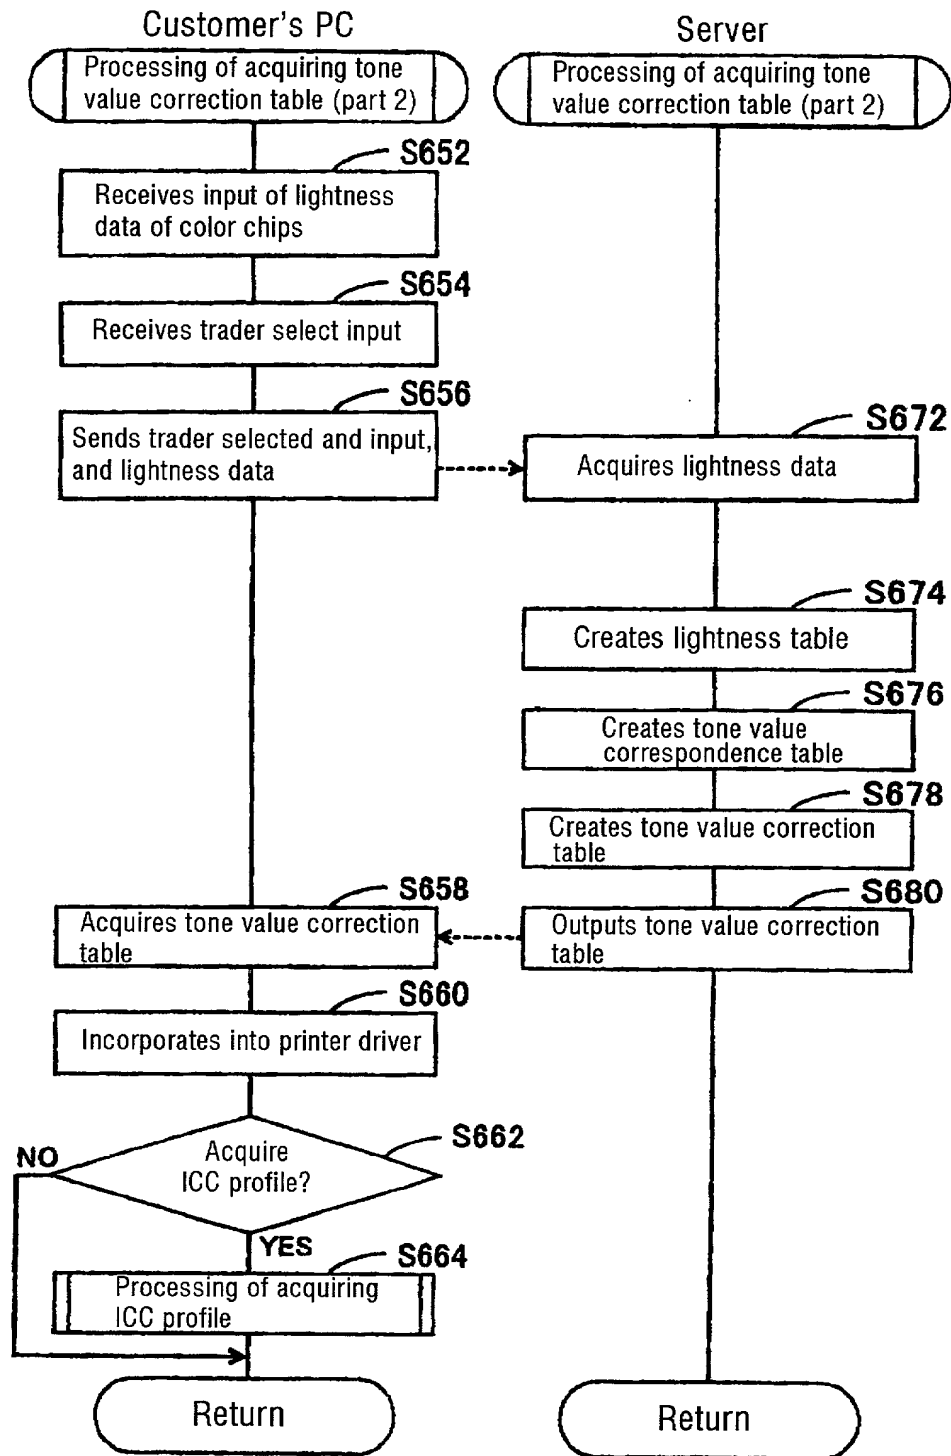 Customer's PC
Server
Processing of acquiring tone
value correction table (part 2)
Processing of acquiring tone
value correction table (part 2)
S652
Receives input of lightness
data of color chips
S654
Receives trader select input
S656
Sends trader selected and input,
and lightness data
S672
Acquires lightness data
S674
Creates lightness table
S676
Creates tone value
correspondence table
S678
Creates tone value correction
table
S658
Acquires tone value correction
table
S680
Outputs tone value correction
table
S660
Incorporates into printer driver
S662
Acquire
ICC profile?
NO
YES
S664
Processing of acquiring
ICC profile
Return
Return